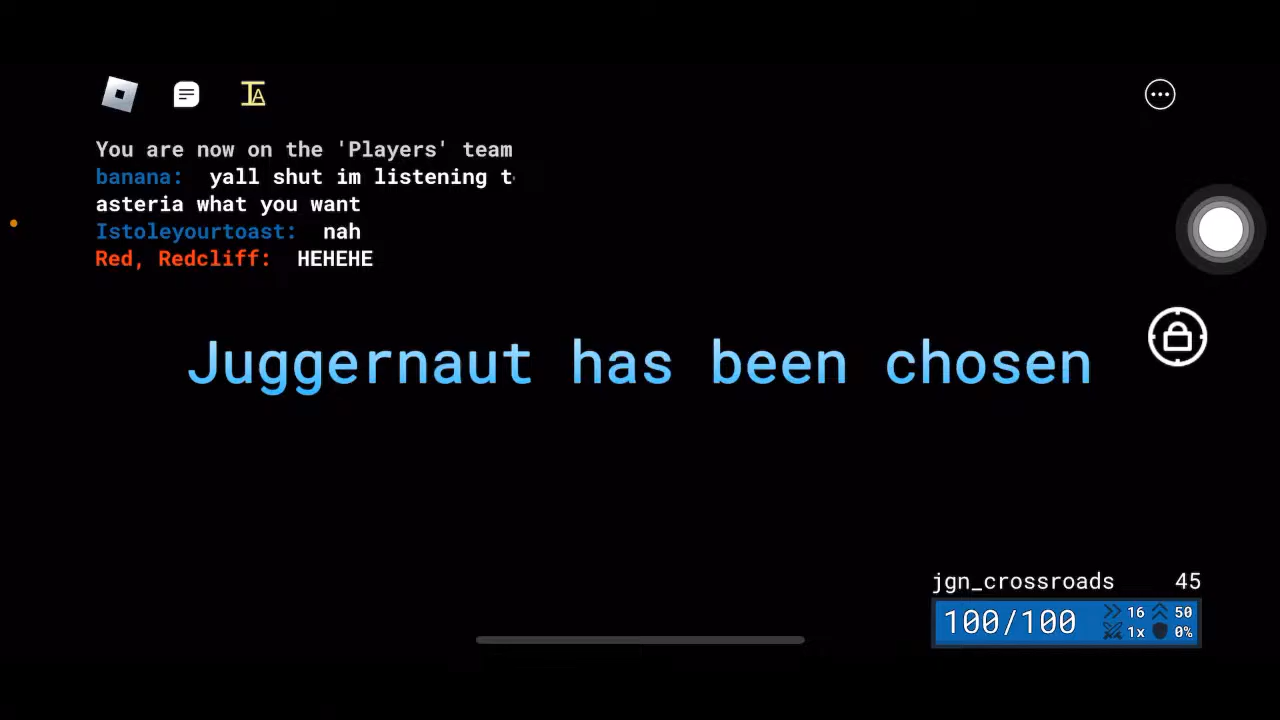 TA
You are now on the 'Players' team
banana: yall shut im listening t
asteria what you want
Istoleyourtoast: nah
Red, Redcliff: HEHEHE
Juggernaut has been chosen
jgn_crossroads 45
100/100 16 50
1x 0%